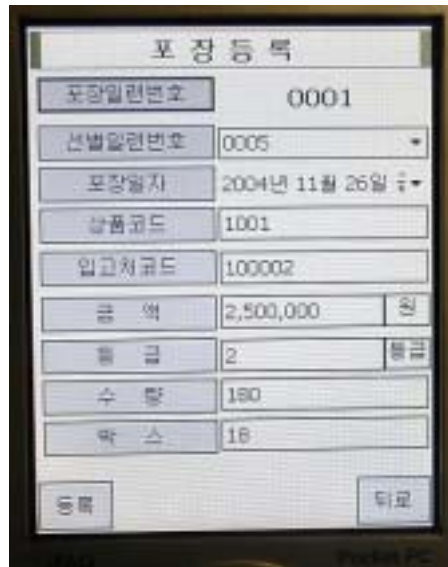 포 장 등 록
포장일련번호 0001
선별일련번호 0005
포장일자 2004년 11월 26일
상품코드 1001
입고처코드 100002
금 액 2,500,000 원
등 급 2 등급
수 량 180
박 스 18
등록 뒤로
Pocket PC